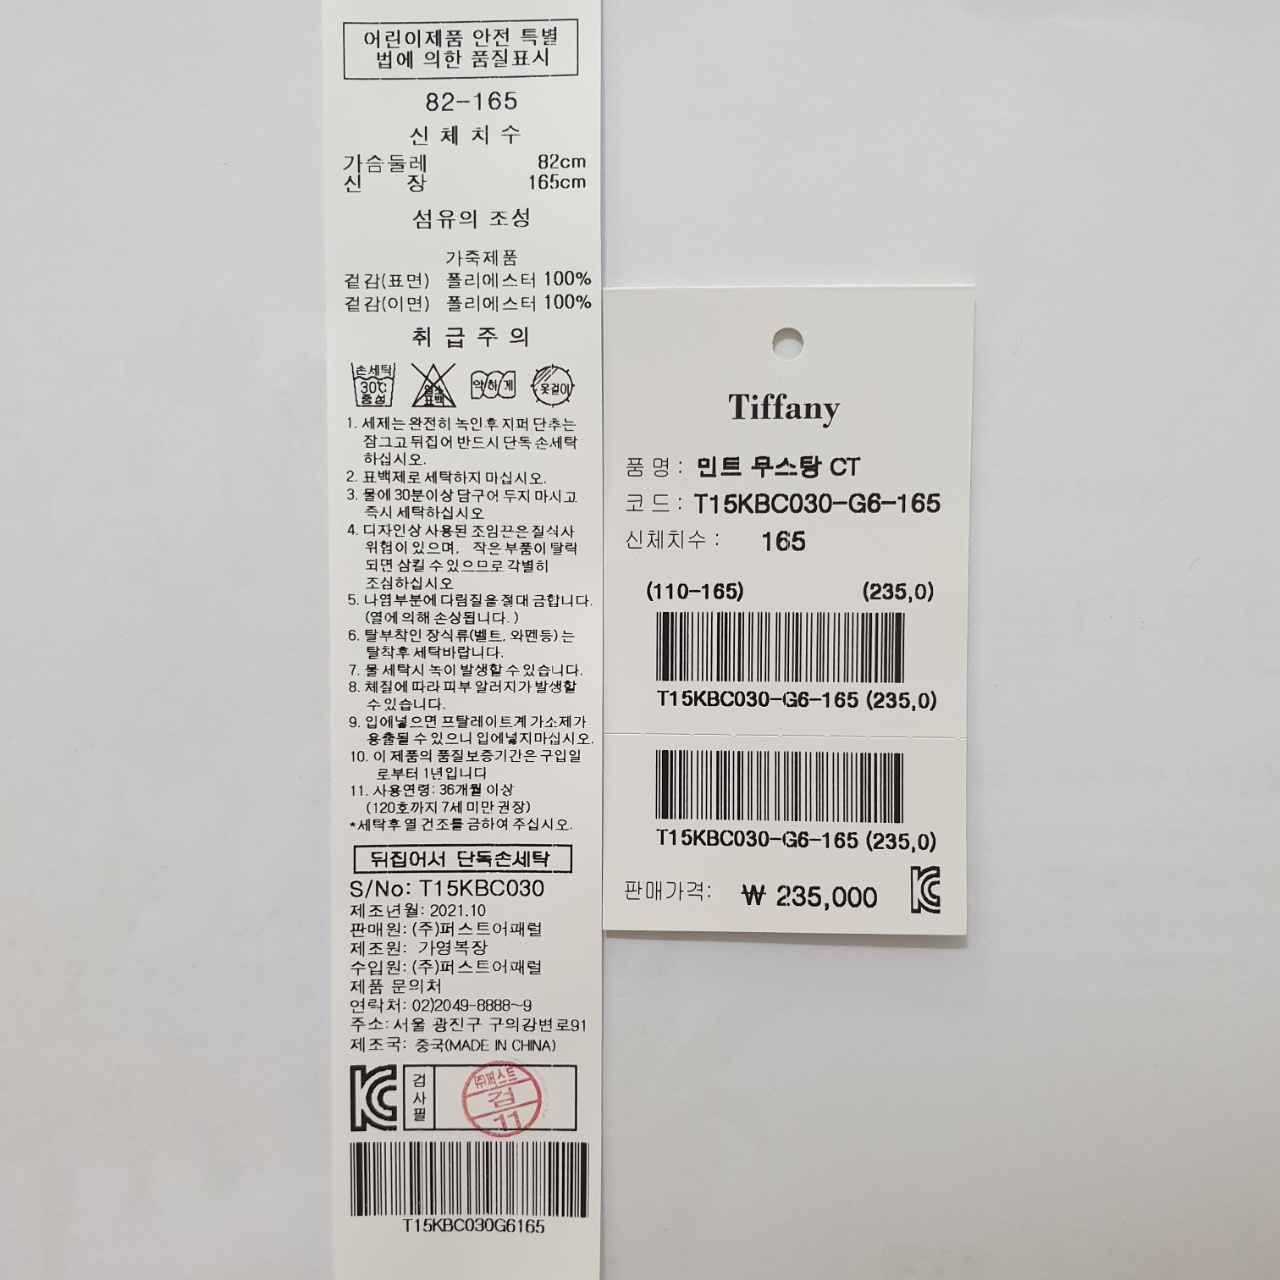 어린이제품 안전 특별
법에 의한 품질표시
82-165
신 체 치 수
가슴둘레 82cm
신 장 165cm
섬유의 조성
가죽제품
겉감(표면) 폴리에스터 100%
겉감(이면) 폴리에스터 100%
취 급 주 의
손세탁
30℃
중성
염소
표백
약하게
옷걸이
1. 세제는 완전히 녹인후 지퍼 단추는
잠그고 뒤집어 반드시 단독 손세탁
하십시오.
2. 표백제로 세탁하지 마십시오.
3. 물에 30분이상 담구어 두지 마시고
즉시 세탁하십시오
4. 디자인상 사용된 조임끈은 질식사
위험이 있으며, 작은 부품이 탈락
되면 삼킬 수 있으므로 각별히
조심하십시오
5. 나염부분에 다림질을 절대 금합니다.
(열에 의해 손상됩니다.)
6. 탈부착인 장식류(벨트, 와펜등)는
탈착후 세탁바랍니다.
7. 물 세탁시 녹이 발생할 수 있습니다.
8. 체질에 따라 피부 알러지가 발생할
수 있습니다.
9. 입에넣으면 프탈레이트계 가소제가
용출될 수 있으니 입에넣지마십시오.
10. 이 제품의 품질보증기간은 구입일
로부터 1년입니다
11. 사용연령: 36개월 이상
(120호까지 7세 미만 권장)
*세탁후 열 건조를 금하여 주십시오.
뒤집어서 단독손세탁
S/No: T15KBC030
제조년월: 2021.10
판매원: (주)퍼스트어패럴
제조원: 가영복장
수입원: (주)퍼스트어패럴
제품 문의처
연락처: 02)2049-8888~9
주소: 서울 광진구 구의강변로91
제조국: 중국(MADE IN CHINA)
KC 검사필
㈜퍼스트
검
11
T15KBC030G6165
Tiffany
품 명 : 민트 무스탕 CT
코 드 : T15KBC030-G6-165
신체치수 : 165
(110-165) (235,0)
T15KBC030-G6-165 (235,0)
T15KBC030-G6-165 (235,0)
판매가격: ₩ 235,000 KC